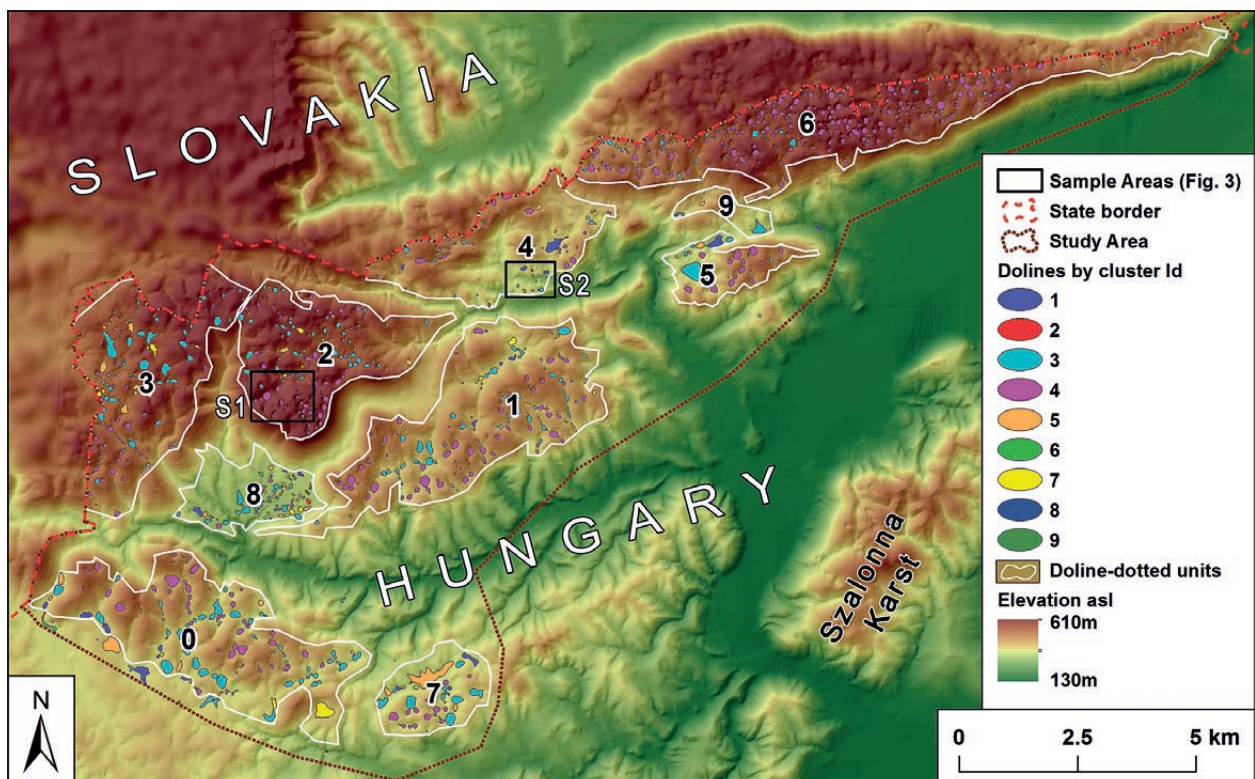 SLOVAKIA
6
9
4
5
S2
2
3
S1
1
8
HUNGARY
Szalonna
Karst
0
7
N
Sample Areas (Fig. 3)
State border
Study Area
Dolines by cluster Id
1
2
3
4
5
6
7
8
9
Doline-dotted units
Elevation asl
610m
130m
0 2.5 5 km